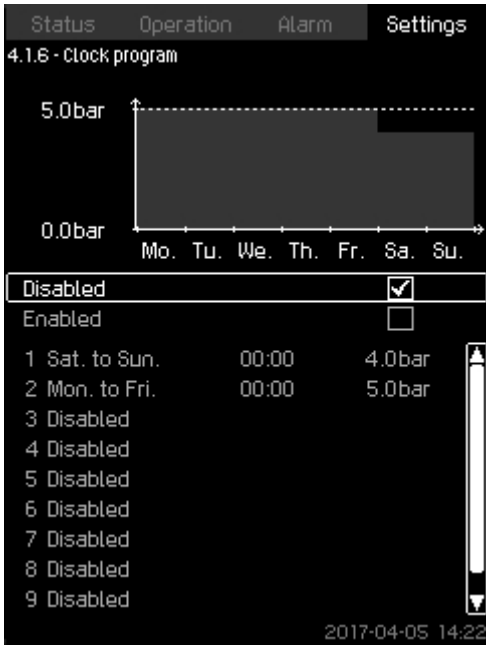 Status Operation Alarm Settings
4.1.6 - Clock program
5.0bar
0.0bar
Mo. Tu. We. Th. Fr. Sa. Su.
Disabled
Enabled
1 Sat. to Sun. 00:00 4.0bar
2 Mon. to Fri. 00:00 5.0bar
3 Disabled
4 Disabled
5 Disabled
6 Disabled
7 Disabled
8 Disabled
9 Disabled
2017-04-05 14:22